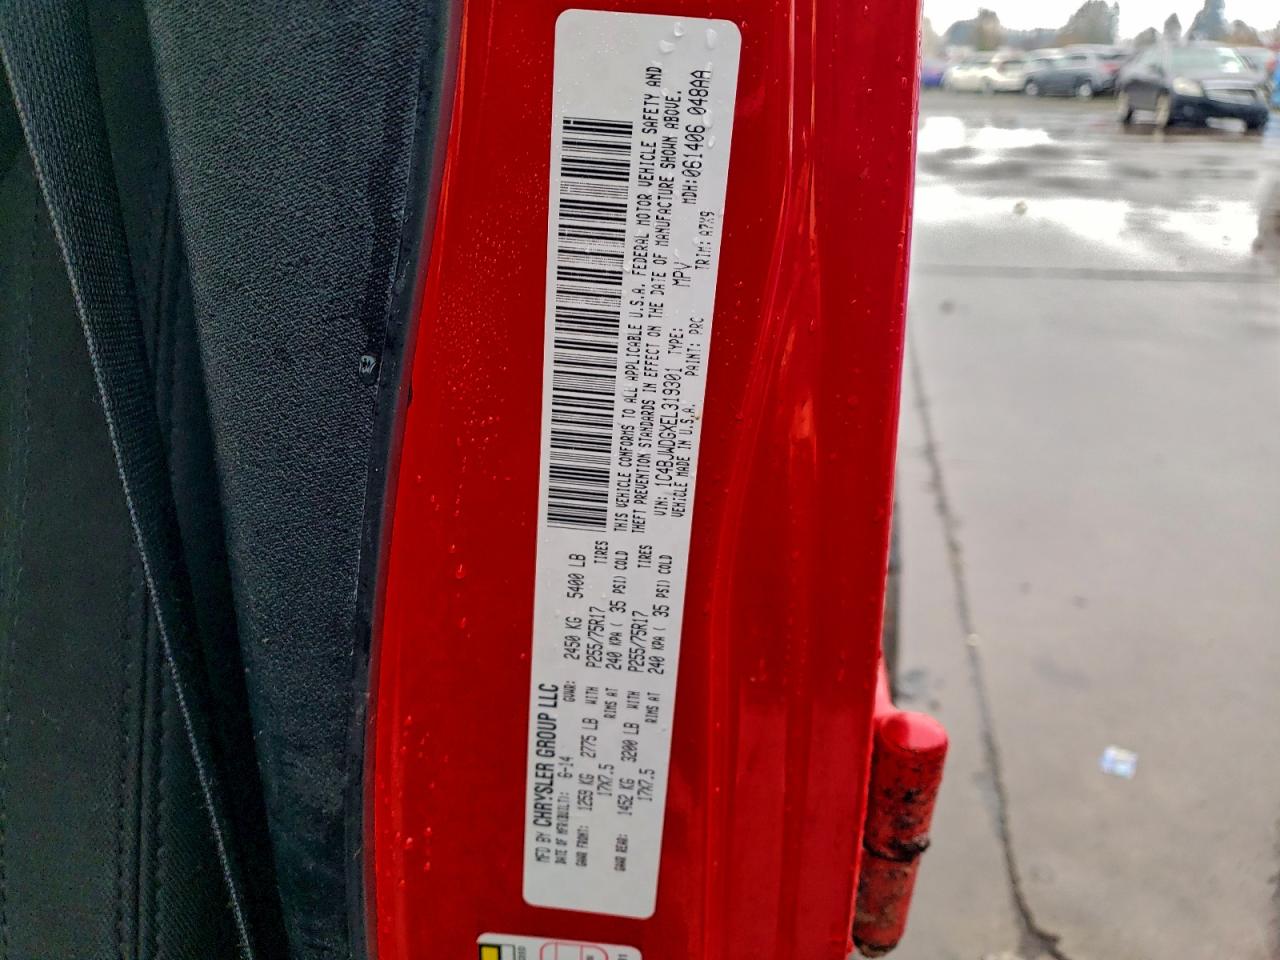 MFD BY CHRYSLER GROUP LLC
DATE OF MFR(BUILT): 6-14 GVWR: 2450 KG 5400 LB
GAWR FRONT: 1259 KG 2775 LB WITH P255/75R17 TIRES
17X7.5 RIMS AT 240 KPA ( 35 PSI) COLD
GAWR REAR: 1452 KG 3200 LB WITH P255/75R17 TIRES
17X7.5 RIMS AT 240 KPA ( 35 PSI) COLD
THIS VEHICLE CONFORMS TO ALL APPLICABLE U.S.A. FEDERAL MOTOR VEHICLE SAFETY AND
THEFT PREVENTION STANDARDS IN EFFECT ON THE DATE OF MANUFACTURE SHOWN ABOVE.
VIN: 1C4BJWDGXEL319301 TYPE: MPV MDH:061406 048AA
VEHICLE MADE IN U.S.A. PAINT: PRC TRIM: A7X9